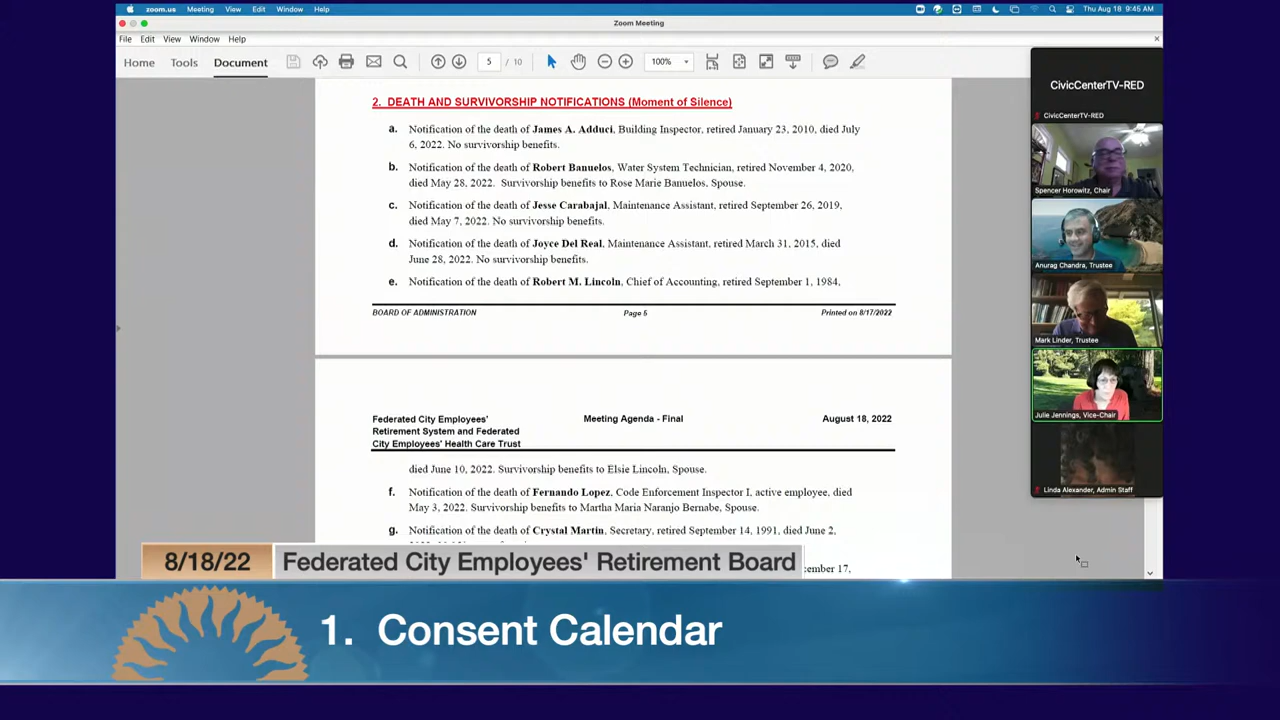 zoom.us Meeting View Edit Window Help Thu Aug 18 9:45 AM
Zoom Meeting
File Edit View Window Help
Home Tools Document 5 / 10 100%
2. DEATH AND SURVIVORSHIP NOTIFICATIONS (Moment of Silence)
a. Notification of the death of James A. Adduci, Building Inspector, retired January 23, 2010, died July
6, 2022. No survivorship benefits.
b. Notification of the death of Robert Banuelos, Water System Technician, retired November 4, 2020,
died May 28, 2022. Survivorship benefits to Rose Marie Banuelos, Spouse.
c. Notification of the death of Jesse Carabajal, Maintenance Assistant, retired September 26, 2019,
died May 7, 2022. No survivorship benefits.
d. Notification of the death of Joyce Del Real, Maintenance Assistant, retired March 31, 2015, died
June 28, 2022. No survivorship benefits.
e. Notification of the death of Robert M. Lincoln, Chief of Accounting, retired September 1, 1984,
BOARD OF ADMINISTRATION Page 5 Printed on 8/17/2022
Federated City Employees' Meeting Agenda - Final August 18, 2022
Retirement System and Federated
City Employees' Health Care Trust
died June 10, 2022. Survivorship benefits to Elsie Lincoln, Spouse.
f. Notification of the death of Fernando Lopez, Code Enforcement Inspector I, active employee, died
May 3, 2022. Survivorship benefits to Martha Maria Naranjo Bernabe, Spouse.
g. Notification of the death of Crystal Martin, Secretary, retired September 14, 1991, died June 2,
17,
CivicCenterTV-RED
CivicCenterTV-RED
Spencer Horowitz, Chair
Anurag Chandra, Trustee
Mark Linder, Trustee
Julie Jennings, Vice-Chair
Linda Alexander, Admin Staff
8/18/22 Federated City Employees' Retirement Board
1. Consent Calendar